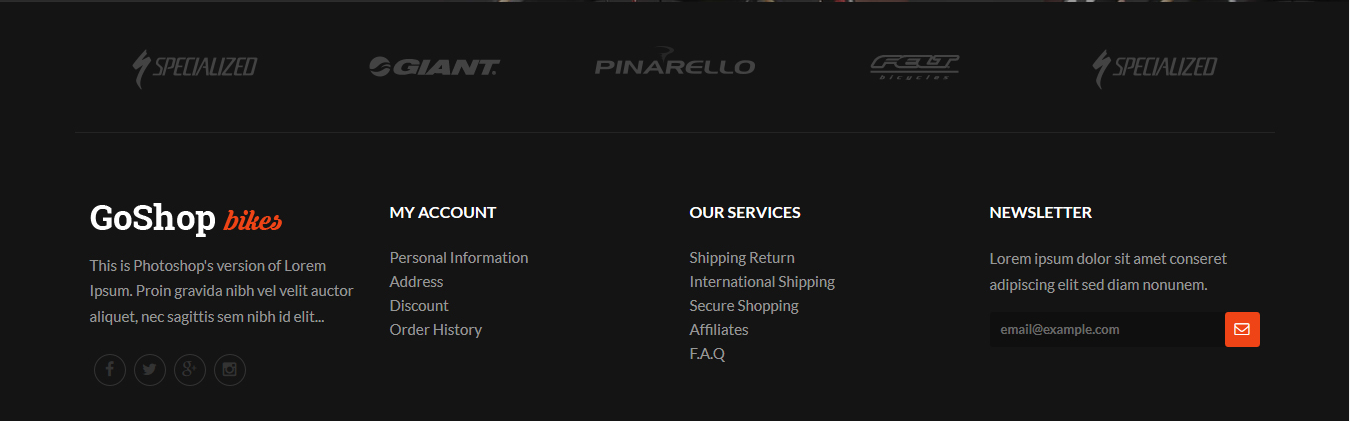 SPECIALIZED GIANT. PINARELLO FELT SPECIALIZED
bicycles
GoShop bikes
This is Photoshop's version of Lorem
Ipsum. Proin gravida nibh vel velit auctor
aliquet, nec sagittis sem nibh id elit...
MY ACCOUNT
Personal Information
Address
Discount
Order History
OUR SERVICES
Shipping Return
International Shipping
Secure Shopping
Affiliates
F.A.Q
NEWSLETTER
Lorem ipsum dolor sit amet conseret
adipiscing elit sed diam nonunem.
email@example.com